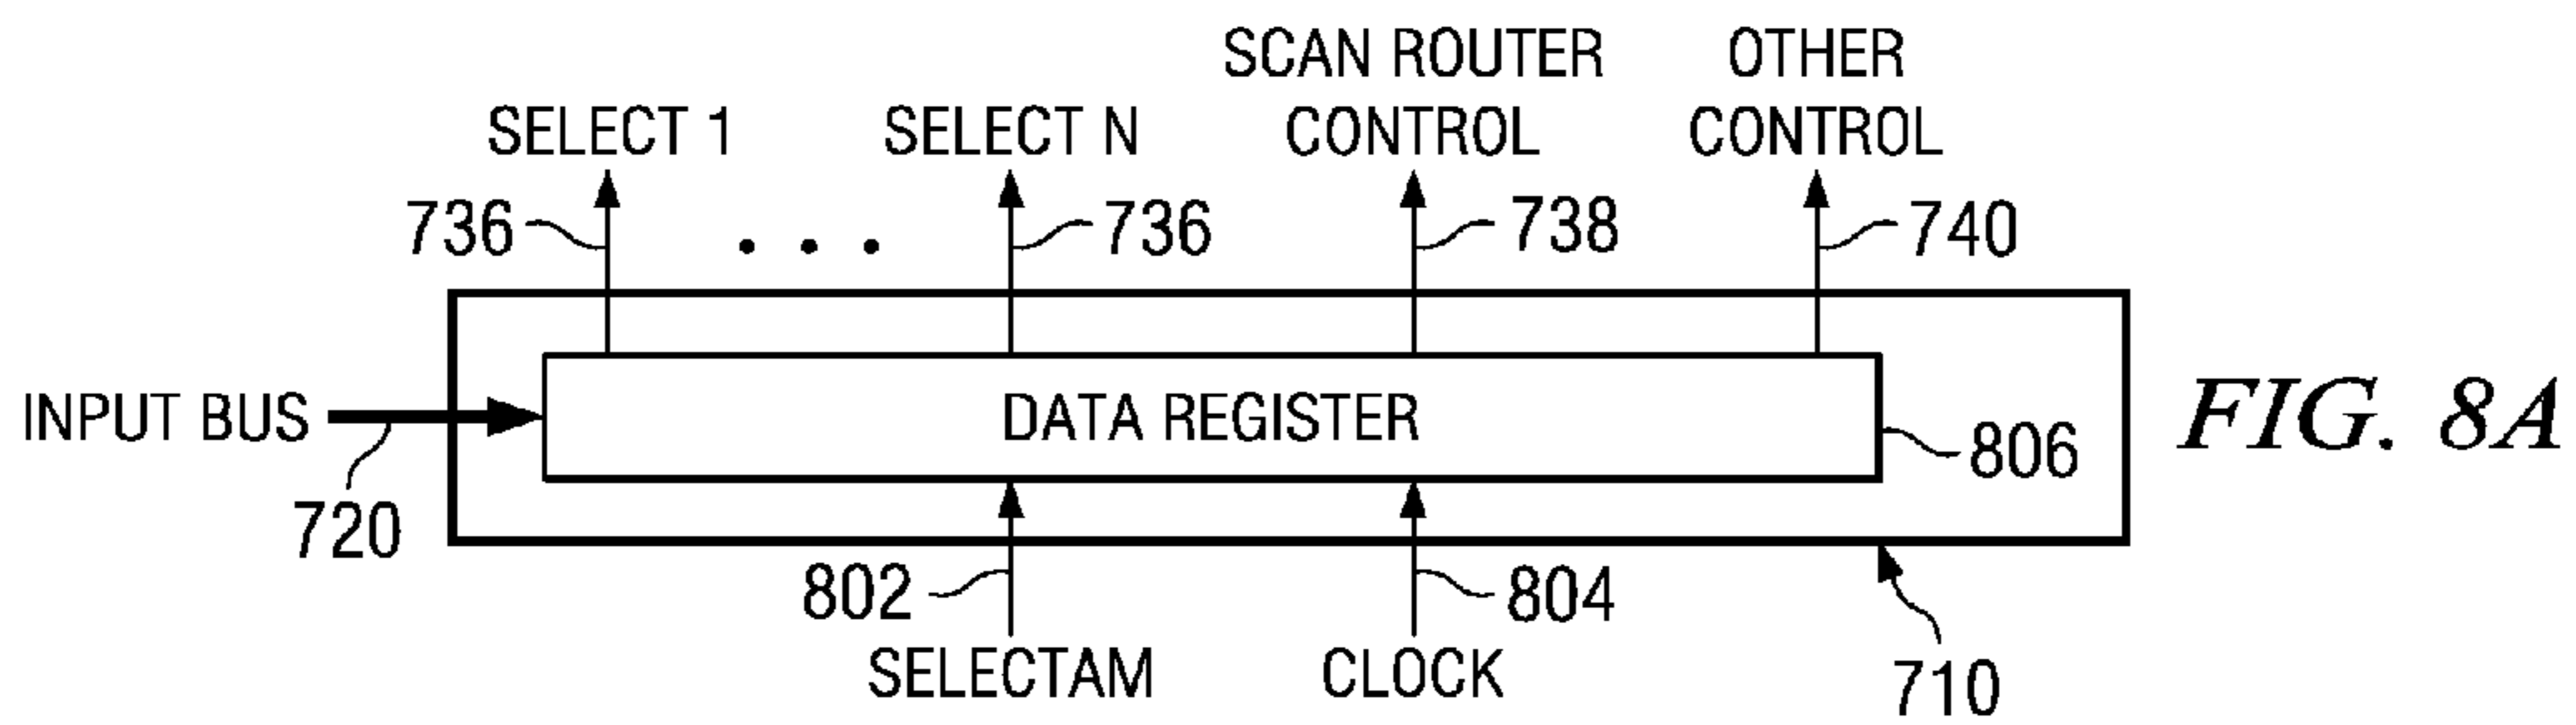 SCAN ROUTER
CONTROL
OTHER
CONTROL
SELECT 1
SELECT N
736
. . .
736
738
740
INPUT BUS
720
DATA REGISTER
806
FIG. 8A
802
SELECTAM
804
CLOCK
710